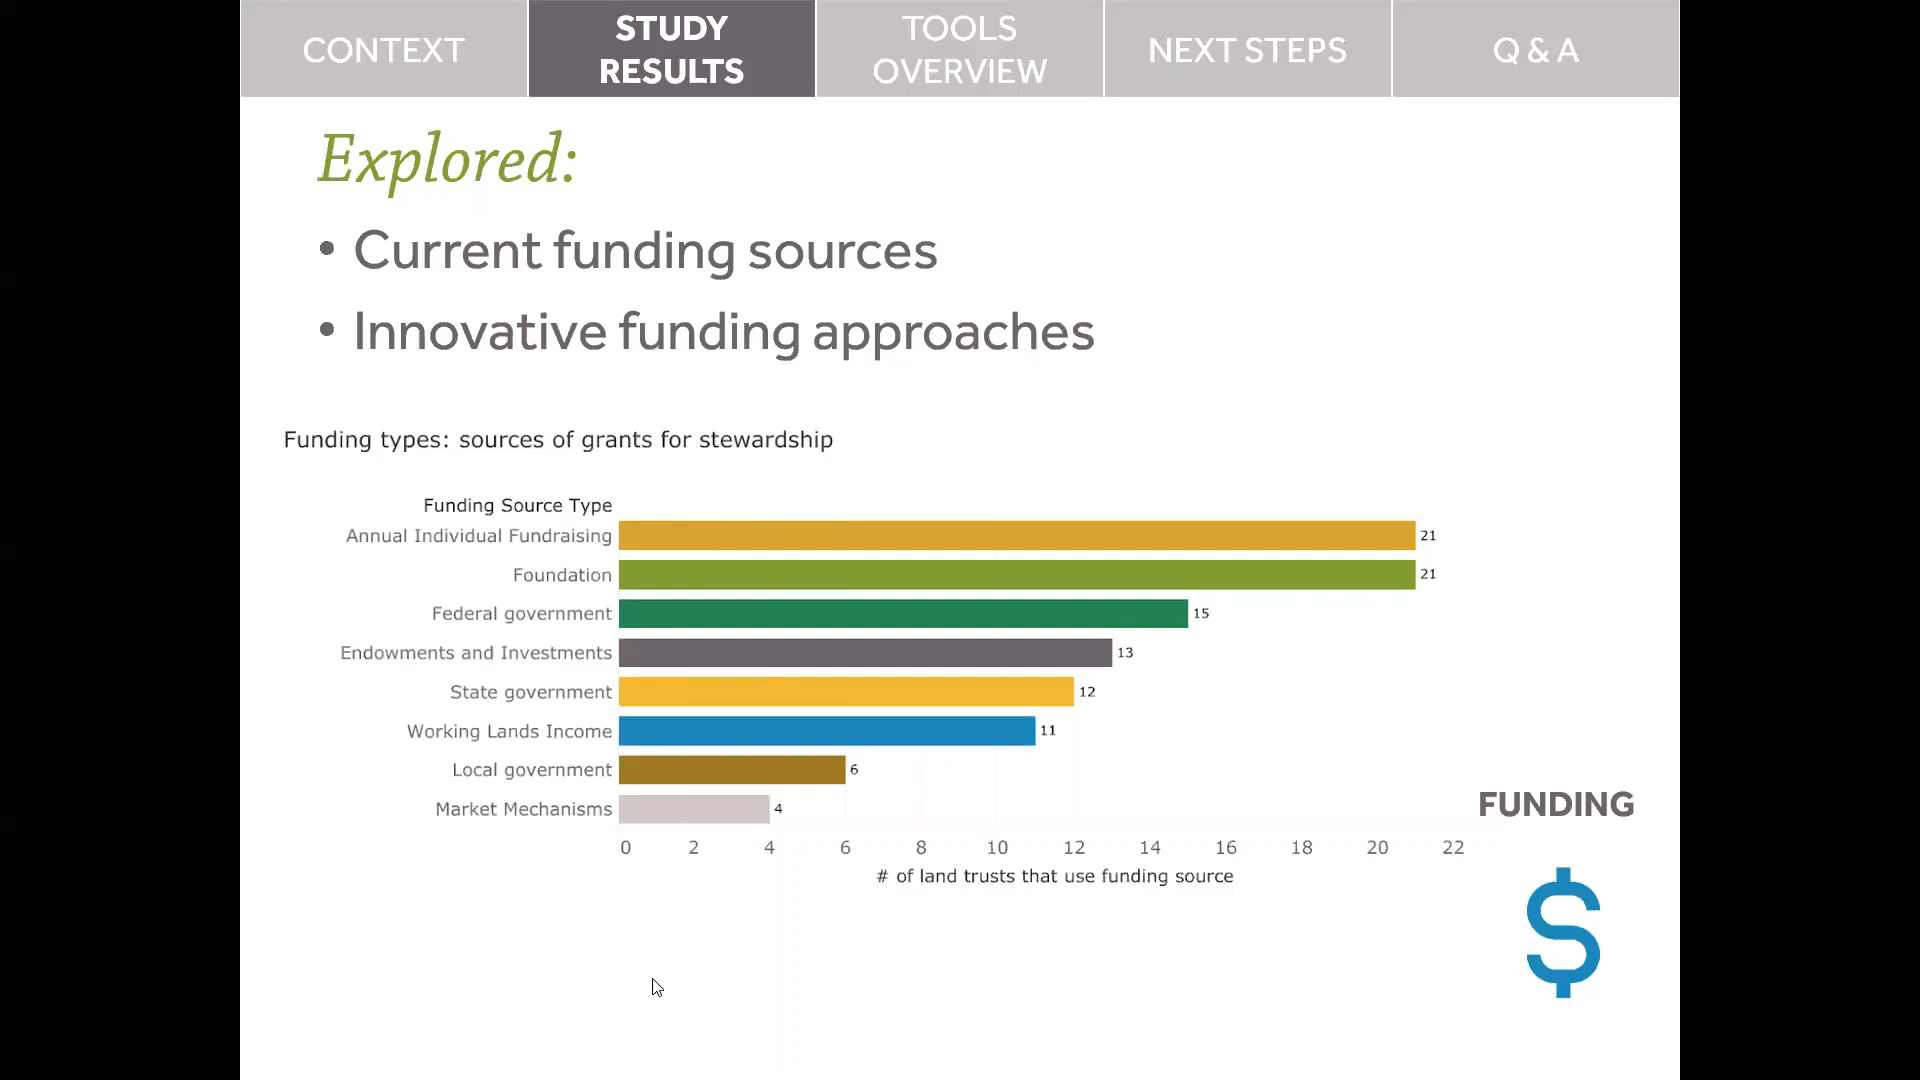 CONTEXT
STUDY
RESULTS
TOOLS
OVERVIEW
NEXT STEPS
Q & A
Explored:
• Current funding sources
• Innovative funding approaches
Funding types: sources of grants for stewardship
Funding Source Type
Annual Individual Fundraising 21
Foundation 21
Federal government 15
Endowments and Investments 13
State government 12
Working Lands Income 11
Local government 6
Market Mechanisms 4
0 2 4 6 8 10 12 14 16 18 20 22
# of land trusts that use funding source
FUNDING
$